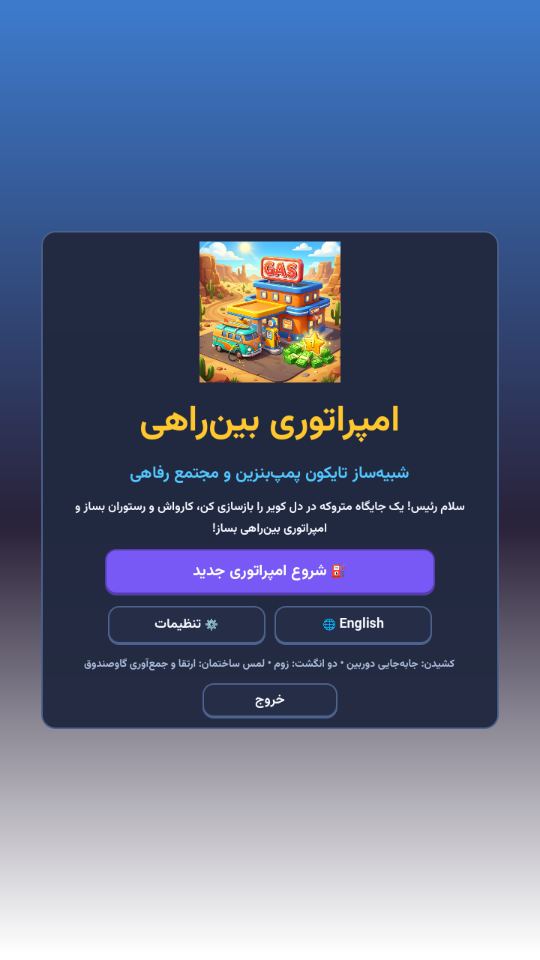 GAS
امپراتوری بین‌راهی
شبیه‌ساز تایکون پمپ‌بنزین و مجتمع رفاهی
سلام رئیس! یک جایگاه متروکه در دل کویر را بازسازی کن، کارواش و رستوران بساز و
امپراتوری بین‌راهی بساز!
⛽ شروع امپراتوری جدید
🌐 English
⚙️ تنظیمات
کشیدن: جابه‌جایی دوربین • دو انگشت: زوم • لمس ساختمان: ارتقا و جمع‌آوری گاوصندوق
خروج